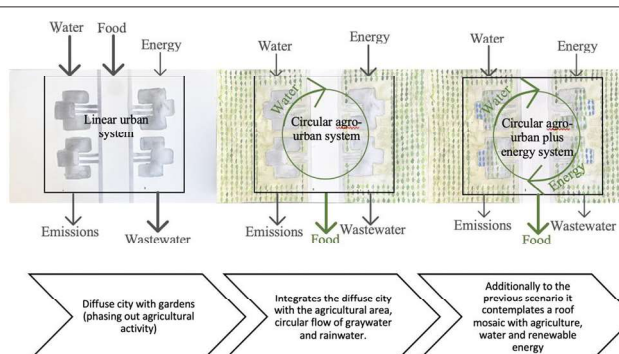 Water
Food
Energy
Linear urban
system
Emissions
Wastewater
Water
Energy
Water
Circular agro-
urban system
Emissions
Food
Wastewater
Water
Energy
Water
Circular agro-
urban plus
energy system
Energy
Emissions
Food
Wastewater
Diffuse city with gardens
(phasing out agricultural
activity)
Integrates the diffuse city
with the agricultural area,
circular flow of graywater
and rainwater.
Additionally to the
previous scenario it
contemplates a roof
mosaic with agriculture,
water and renewable
energy